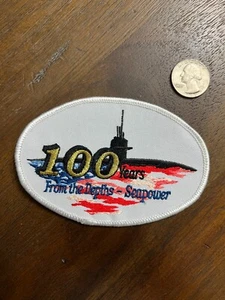 100 Years
From the Depths - Seapower